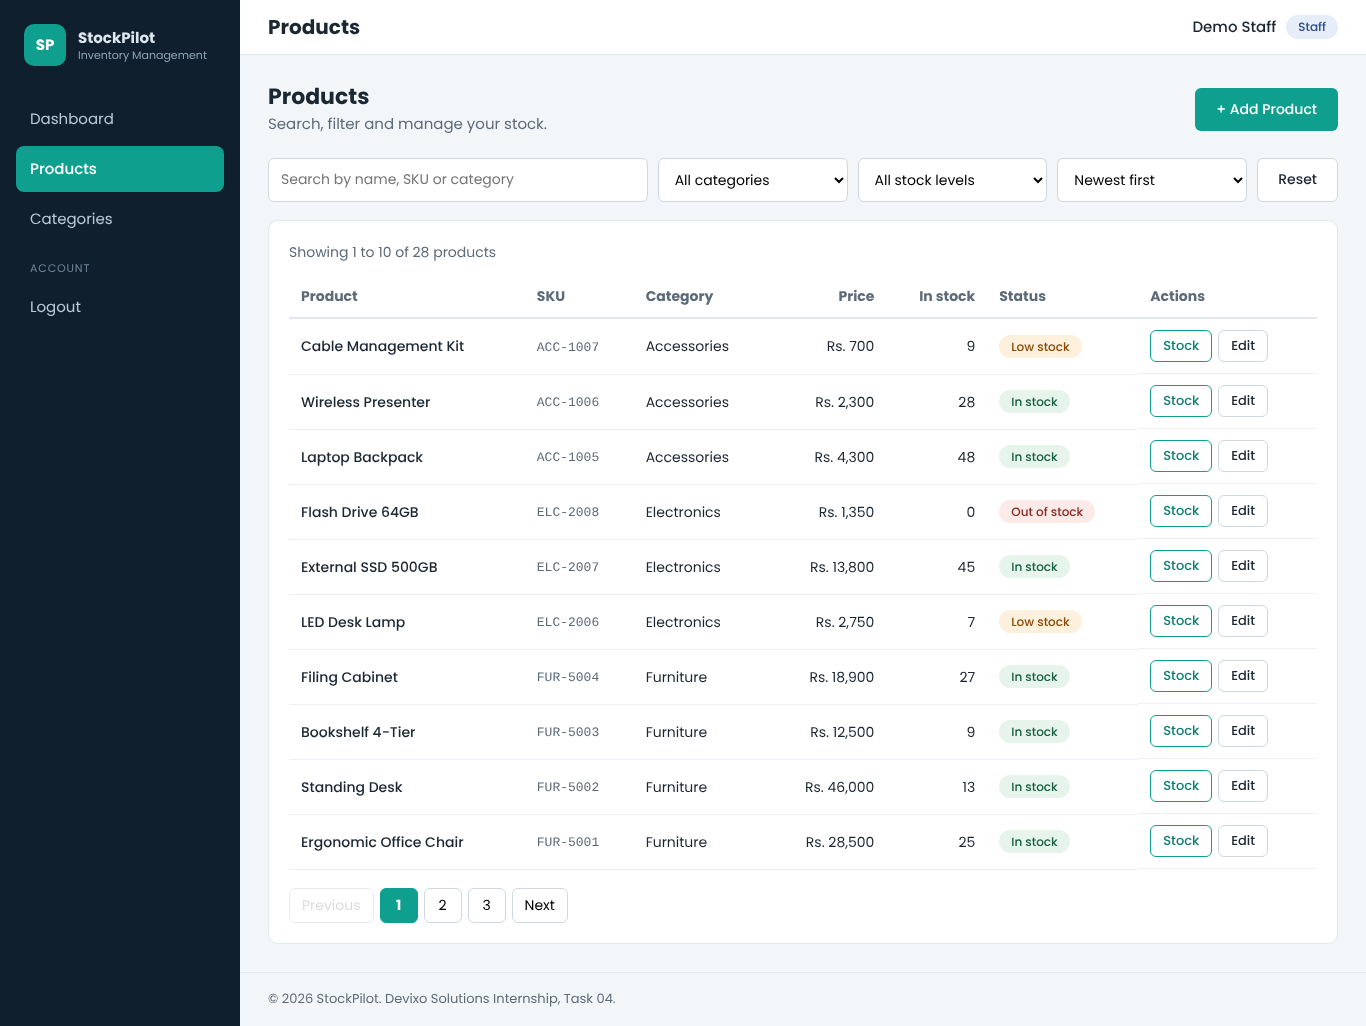 SP
StockPilot
Inventory Management
Dashboard
Products
Categories
ACCOUNT
Logout
Products
Demo Staff Staff
Products
Search, filter and manage your stock.
+ Add Product
Search by name, SKU or category All categories All stock levels Newest first Reset
Showing 1 to 10 of 28 products
Product SKU Category Price In stock Status Actions
Cable Management Kit ACC-1007 Accessories Rs. 700 9 Low stock Stock Edit
Wireless Presenter ACC-1006 Accessories Rs. 2,300 28 In stock Stock Edit
Laptop Backpack ACC-1005 Accessories Rs. 4,300 48 In stock Stock Edit
Flash Drive 64GB ELC-2008 Electronics Rs. 1,350 0 Out of stock Stock Edit
External SSD 500GB ELC-2007 Electronics Rs. 13,800 45 In stock Stock Edit
LED Desk Lamp ELC-2006 Electronics Rs. 2,750 7 Low stock Stock Edit
Filing Cabinet FUR-5004 Furniture Rs. 18,900 27 In stock Stock Edit
Bookshelf 4-Tier FUR-5003 Furniture Rs. 12,500 9 In stock Stock Edit
Standing Desk FUR-5002 Furniture Rs. 46,000 13 In stock Stock Edit
Ergonomic Office Chair FUR-5001 Furniture Rs. 28,500 25 In stock Stock Edit
Previous 1 2 3 Next
© 2026 StockPilot. Devixo Solutions Internship, Task 04.